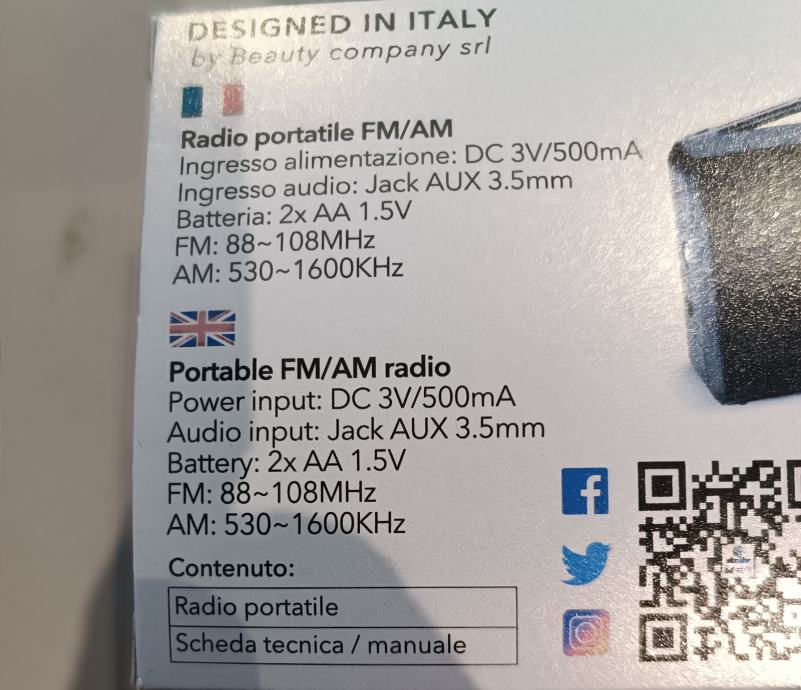 DESIGNED IN ITALY
by Beauty company srl
Radio portatile FM/AM
Ingresso alimentazione: DC 3V/500mA
Ingresso audio: Jack AUX 3.5mm
Batteria: 2x AA 1.5V
FM: 88~108MHz
AM: 530~1600KHz
Portable FM/AM radio
Power input: DC 3V/500mA
Audio input: Jack AUX 3.5mm
Battery: 2x AA 1.5V
FM: 88~108MHz
AM: 530~1600KHz
Contenuto:
Radio portatile
Scheda tecnica / manuale